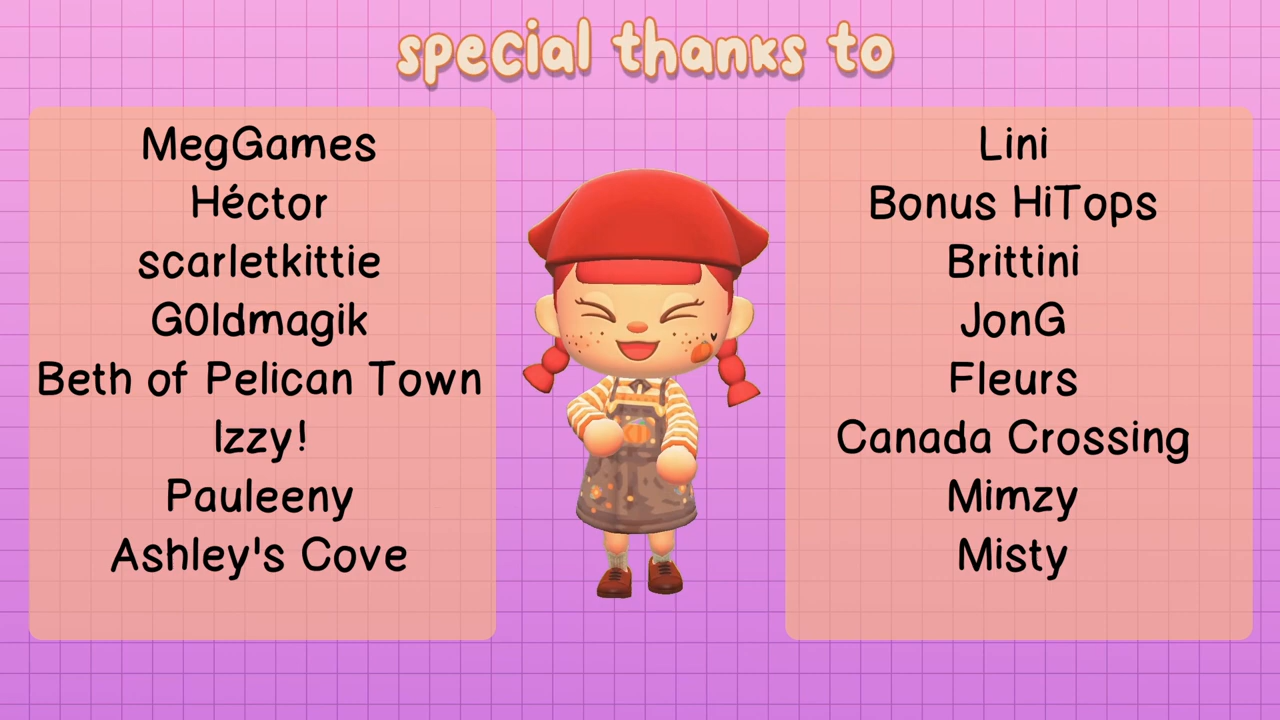 special thanks to
MegGames
Héctor
scarletkittie
G0ldmagik
Beth of Pelican Town
Izzy!
Pauleeny
Ashley's Cove
Lini
Bonus HiTops
Brittini
JonG
Fleurs
Canada Crossing
Mimzy
Misty